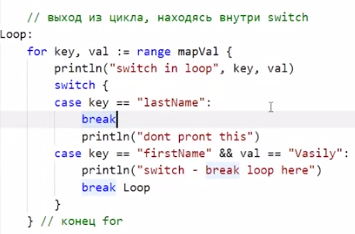 // выход из цикла, находясь внутри switch
Loop:
for key, val := range mapVal {
println("switch in loop", key, val)
switch {
case key == "lastName":
break
println("dont pront this")
case key == "firstName" && val == "Vasily":
println("switch - break loop here")
break Loop
}
} // конец for